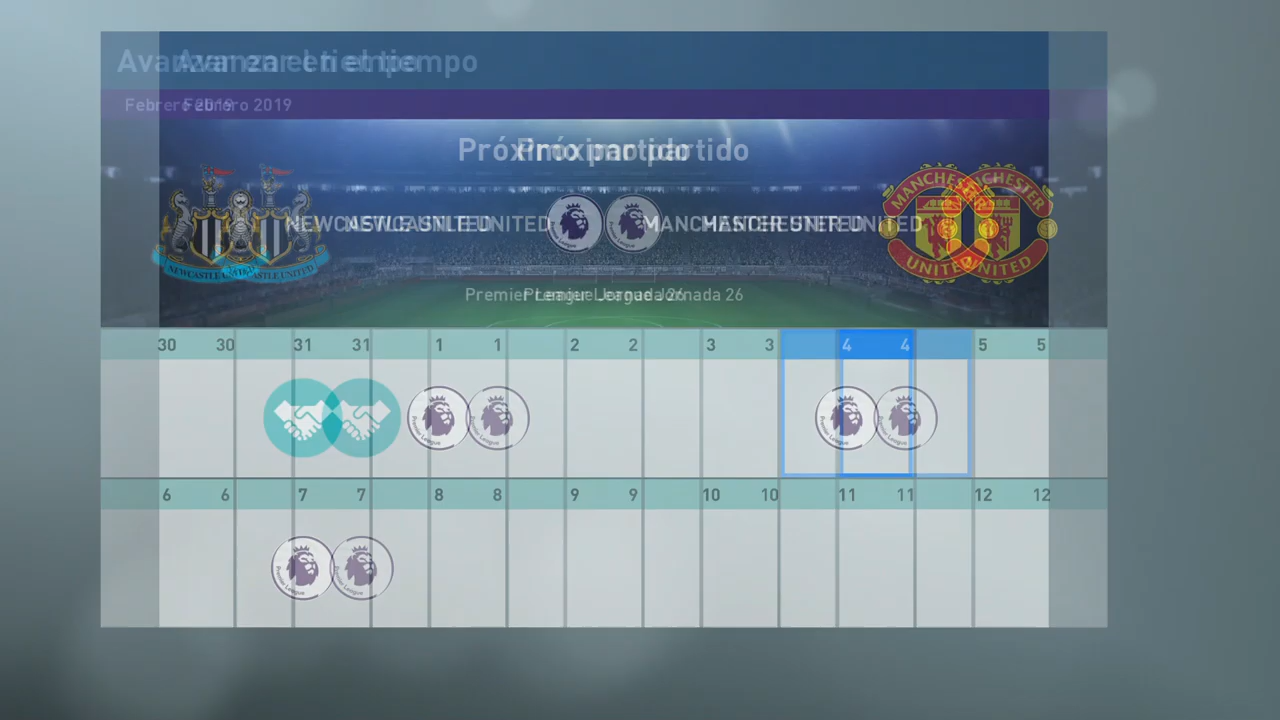 Avanzar en el tiempo
Febrero 2019
Próximo partido
NEWCASTLE UNITED MANCHESTER UNITED
Premier League Jornada 26
30 31 1 2 3 4 5
6 7 8 9 10 11 12